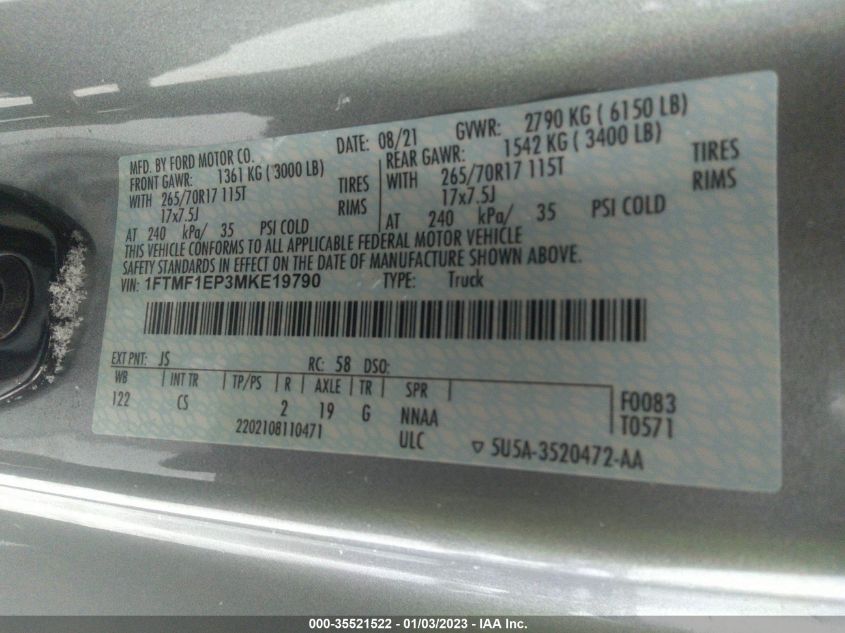 MFD. BY FORD MOTOR CO. DATE: 08/21 GVWR: 2790 KG ( 6150 LB)
FRONT GAWR: 1361 KG ( 3000 LB) REAR GAWR: 1542 KG ( 3400 LB)
WITH 265/70R17 115T TIRES WITH 265/70R17 115T TIRES
17x7.5J RIMS 17x7.5J RIMS
AT 240 kPa/ 35 PSI COLD AT 240 kPa/ 35 PSI COLD
THIS VEHICLE CONFORMS TO ALL APPLICABLE FEDERAL MOTOR VEHICLE
SAFETY STANDARDS IN EFFECT ON THE DATE OF MANUFACTURE SHOWN ABOVE.
VIN: 1FTMF1EP3MKE19790 TYPE: Truck
EXT PNT: JS RC: 58 DSO:
WB INT TR TP/PS R AXLE TR SPR
122 CS 2 19 G NNAA F0083
2202108110471 ULC T0571
▽ SU5A-3520472-AA
000-35521522 - 01/03/2023 - IAA Inc.